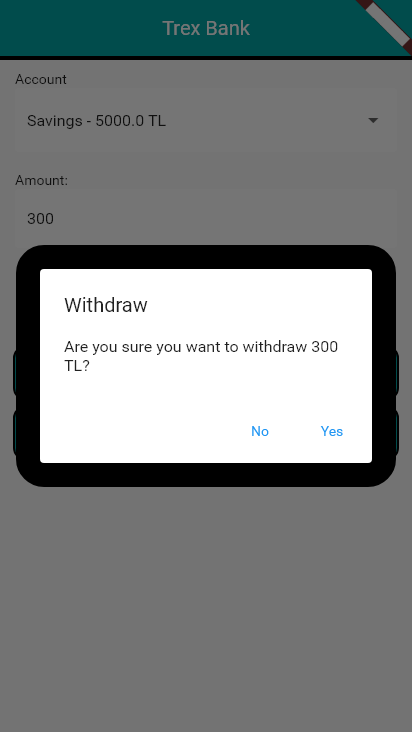 Trex Bank
Account
Savings - 5000.0 TL
Amount:
300
Withdraw
Are you sure you want to withdraw 300
TL?
No
Yes